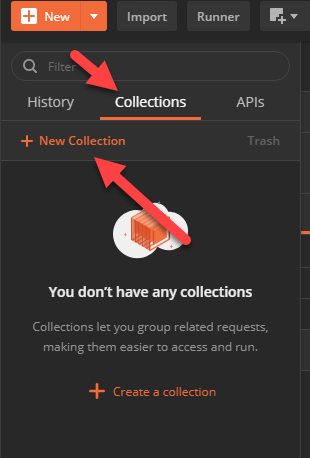 New Import Runner
Filter
History Collections APIs
+ New Collection Trash
You don't have any collections
Collections let you group related requests,
making them easier to access and run.
+ Create a collection